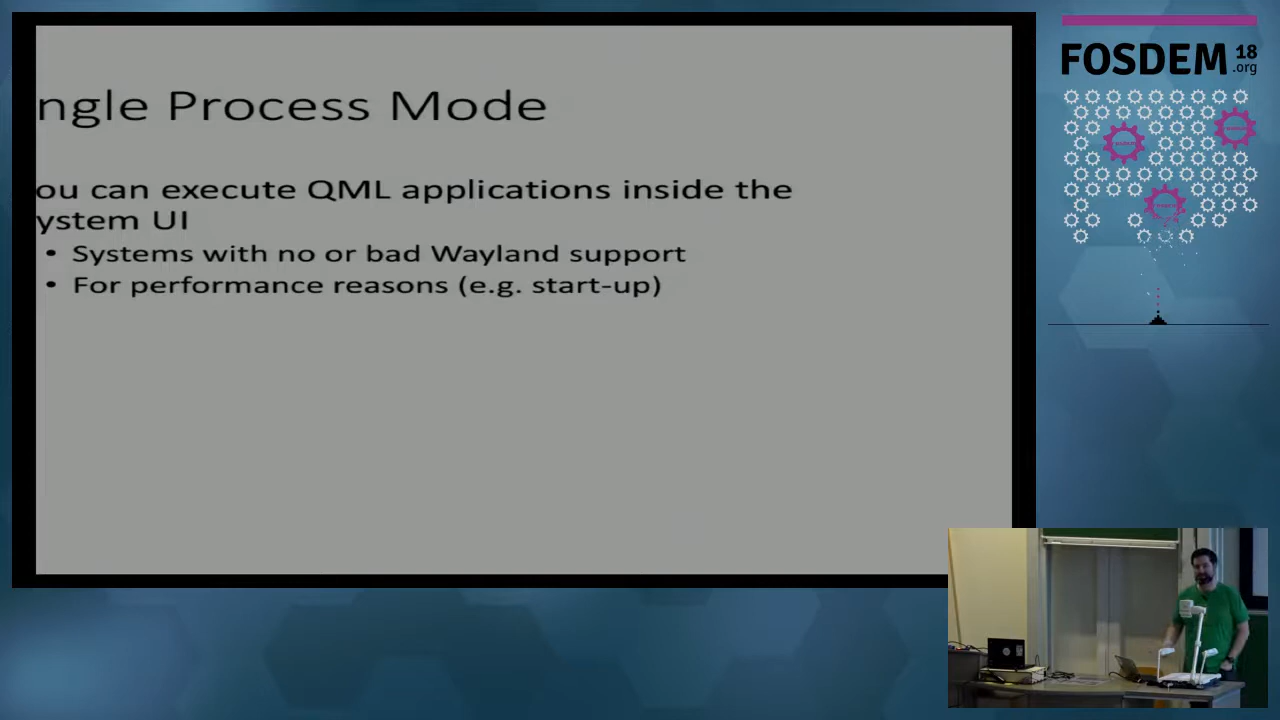 ngle Process Mode
ou can execute QML applications inside the
ystem UI
• Systems with no or bad Wayland support
• For performance reasons (e.g. start-up)
FOSDEM 18
.org